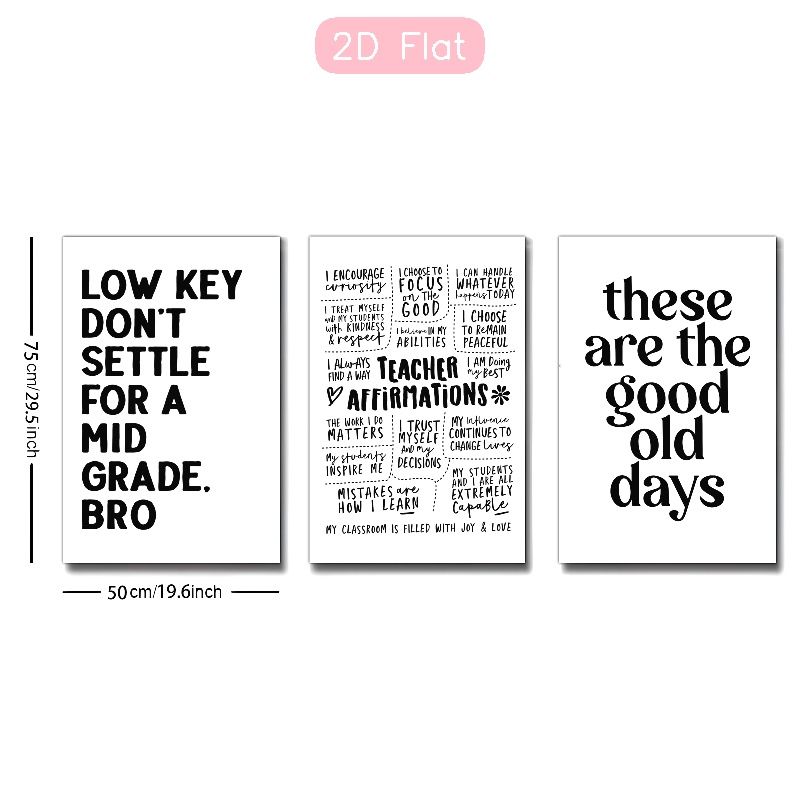 2D Flat
75cm/29.5inch
50cm/19.6inch
LOW KEY
DON'T
SETTLE
FOR A
MID
GRADE.
BRO
I ENCOURAGE
curiosity
I CHOOSE TO
FOCUS
on THE
GOOD
I CAN HANDLE
WHATEVER
happens TODAY
I TREAT MYSELF
and MY STUDENTS
with KINDNESS
& respect
I believe IN MY
ABILITIES
I CHOOSE
TO REMAIN
PEACEFUL
I ALWAYS
FIND A WAY
TEACHER
AFFIRMATIONS
I AM Doing
my BEST
THE WORK I DO
MATTERS
I TRUST
MYSELF
AND my
DECISIONS
MY Influence
CONTINUES TO
CHANGE Lives
My students
INSPIRE ME
MISTAKES are
HOW I LEARN
MY STUDENTS
AND I ARE ALL
EXTREMELY
CapaBLe
MY CLASSROOM IS FILLED WITH JOY & LOVE
these
are the
good
old
days